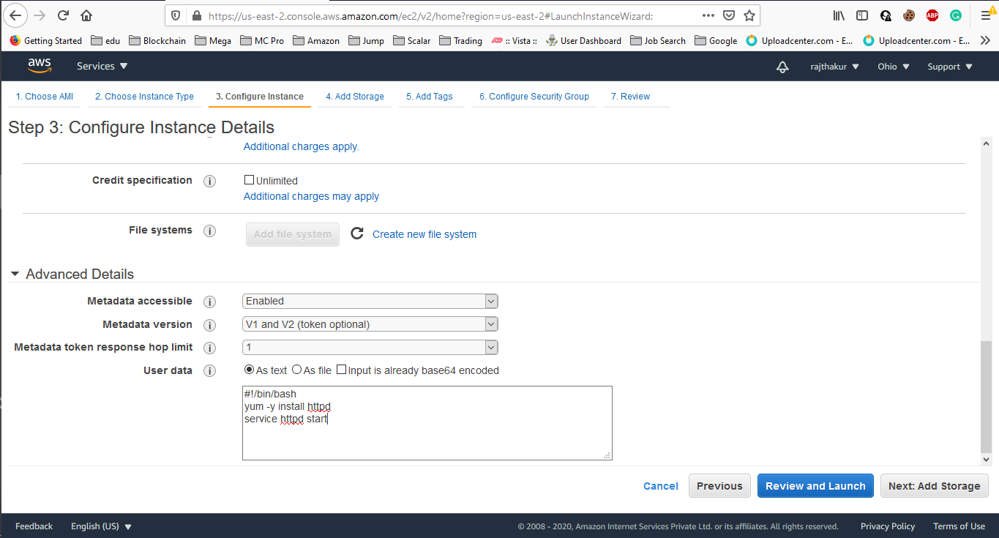 https://us-east-2.console.aws.amazon.com/ec2/v2/home?region=us-east-2#LaunchInstanceWizard:
ABP
Getting Started edu Blockchain Mega MC Pro Amazon Jump Scalar Trading :: Vista :: User Dashboard Job Search Google Uploadcenter.com - E... Uploadcenter.com - E...
aws Services rajthakur Ohio Support
1. Choose AMI 2. Choose Instance Type 3. Configure Instance 4. Add Storage 5. Add Tags 6. Configure Security Group 7. Review
Step 3: Configure Instance Details
Additional charges apply.
Credit specification i Unlimited
Additional charges may apply
File systems i Add file system Create new file system
Advanced Details
Metadata accessible i Enabled
Metadata version i V1 and V2 (token optional)
Metadata token response hop limit i 1
User data i As text As file Input is already base64 encoded
#!/bin/bash
yum -y install httpd
service httpd start
Cancel Previous Review and Launch Next: Add Storage
Feedback English (US) © 2008 - 2020, Amazon Internet Services Private Ltd. or its affiliates. All rights reserved. Privacy Policy Terms of Use